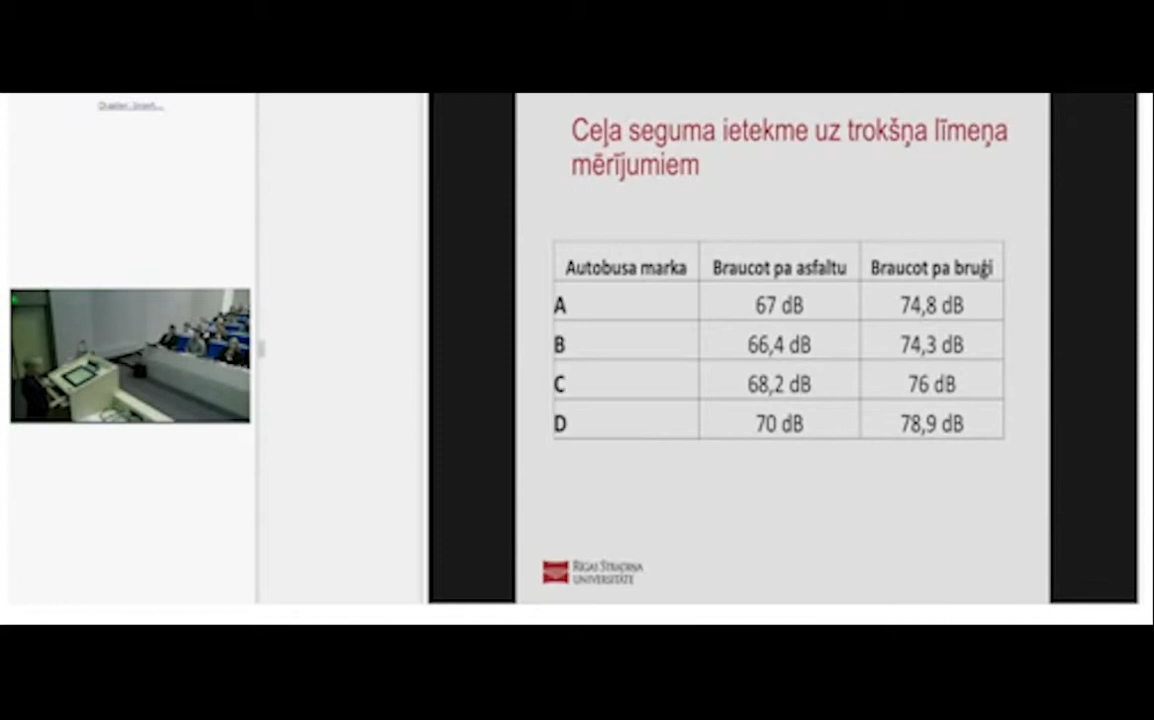 Ceļa seguma ietekme uz trokšņa līmeņa
mērījumiem
Autobusa marka Braucot pa asfaltu Braucot pa bruģi
A 67 dB 74,8 dB
B 66,4 dB 74,3 dB
C 68,2 dB 76 dB
D 70 dB 78,9 dB
RĪGAS STRADIŅA
UNIVERSITĀTE